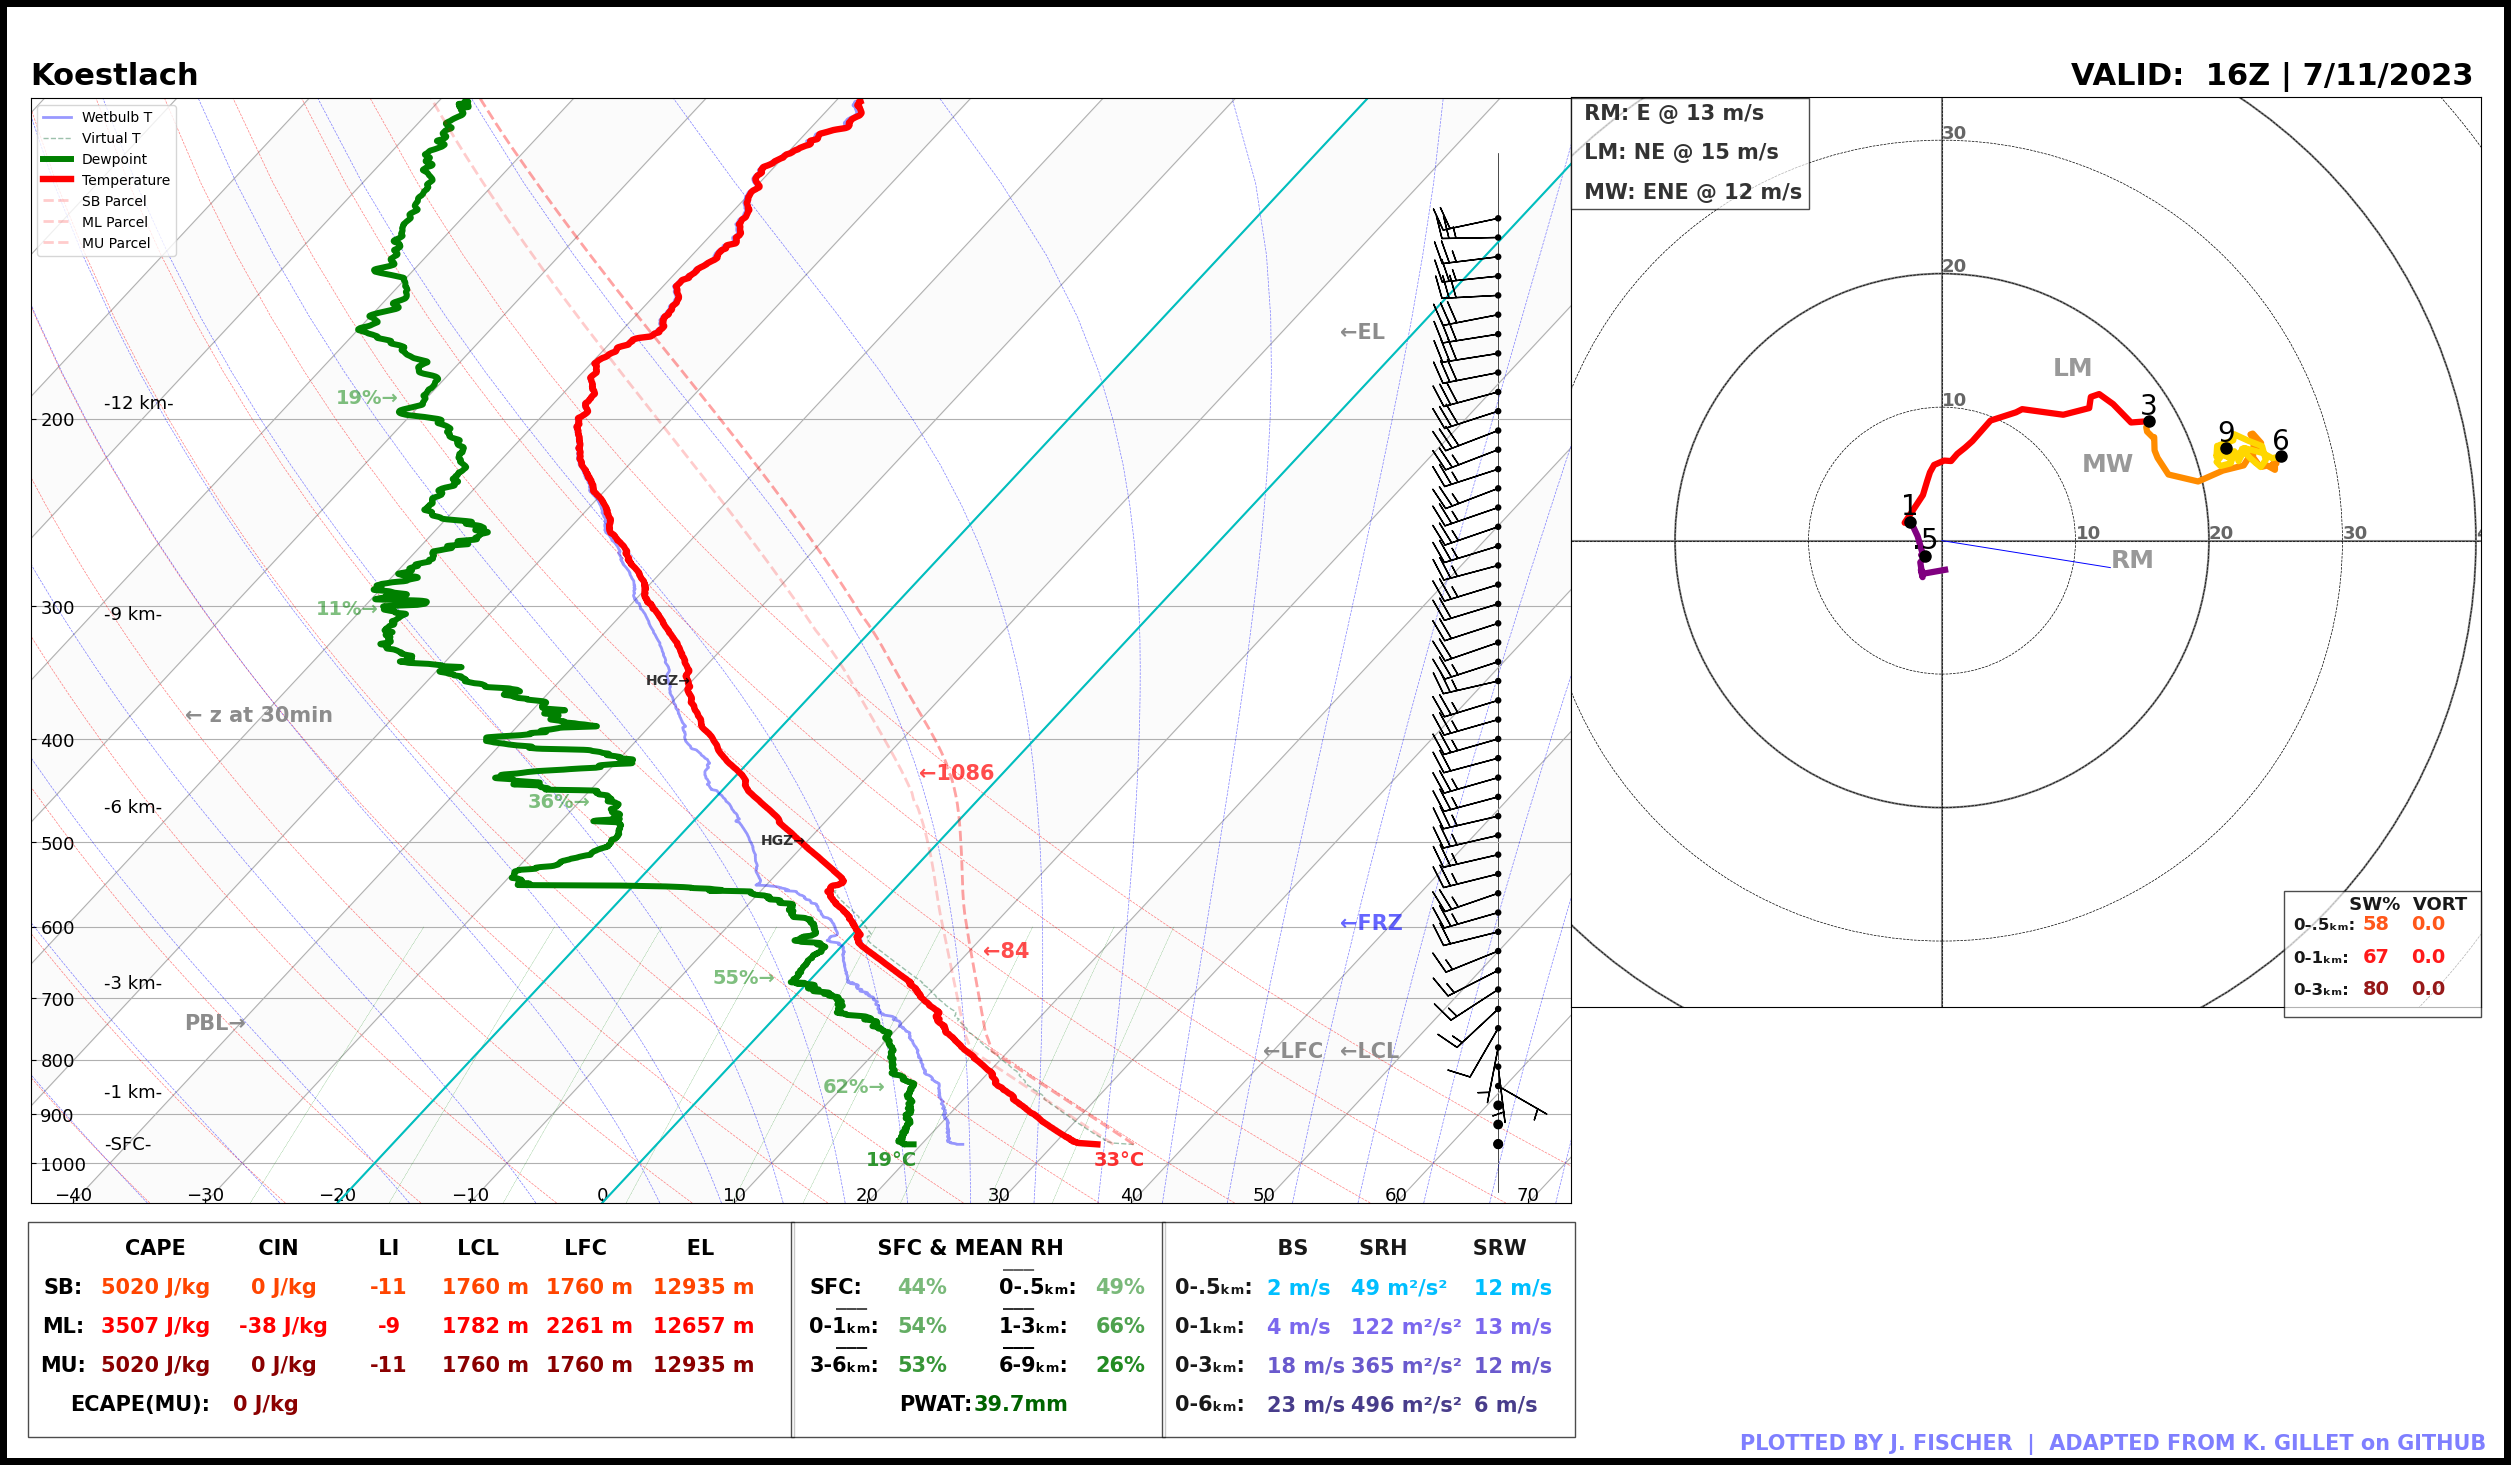 Koestlach
VALID:  16Z | 7/11/2023
Wetbulb T
Virtual T
Dewpoint
Temperature
SB Parcel
ML Parcel
MU Parcel
←EL
-12 km-
19%→
200
11%→
-9 km-
300
HGZ→
← z at 30min
400
←1086
-6 km-
36%→
500
HGZ→
←FRZ
600
←84
55%→
-3 km-
700
PBL→
←LFC
←LCL
800
62%→
-1 km-
900
-SFC-
19°C
33°C
1000
−40 −30 −20 −10 0 10 20 30 40 50 60 70
RM: E @ 13 m/s
LM: NE @ 15 m/s
MW: ENE @ 12 m/s
30
20
LM
10
3
9
6
MW
1
.5
10
20
30
RM
SW% VORT
0-.5ₖₘ: 58 0.0
0-1ₖₘ: 67 0.0
0-3ₖₘ: 80 0.0
CAPE CIN LI LCL LFC EL
SB: 5020 J/kg 0 J/kg -11 1760 m 1760 m 12935 m
ML: 3507 J/kg -38 J/kg -9 1782 m 2261 m 12657 m
MU: 5020 J/kg 0 J/kg -11 1760 m 1760 m 12935 m
ECAPE(MU): 0 J/kg
SFC & MEAN RH
SFC: 44% 0-.5ₖₘ: 49%
0-1ₖₘ: 54% 1-3ₖₘ: 66%
3-6ₖₘ: 53% 6-9ₖₘ: 26%
PWAT: 39.7mm
BS SRH SRW
0-.5ₖₘ: 2 m/s 49 m²/s² 12 m/s
0-1ₖₘ: 4 m/s 122 m²/s² 13 m/s
0-3ₖₘ: 18 m/s 365 m²/s² 12 m/s
0-6ₖₘ: 23 m/s 496 m²/s² 6 m/s
PLOTTED BY J. FISCHER  |  ADAPTED FROM K. GILLET on GITHUB